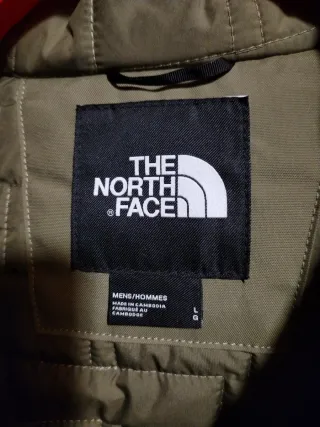 THE
NORTH
® FACE
MENS/HOMMES
MADE IN CAMBODIA
FABRIQUÉ AU
CAMBODGE
L
G